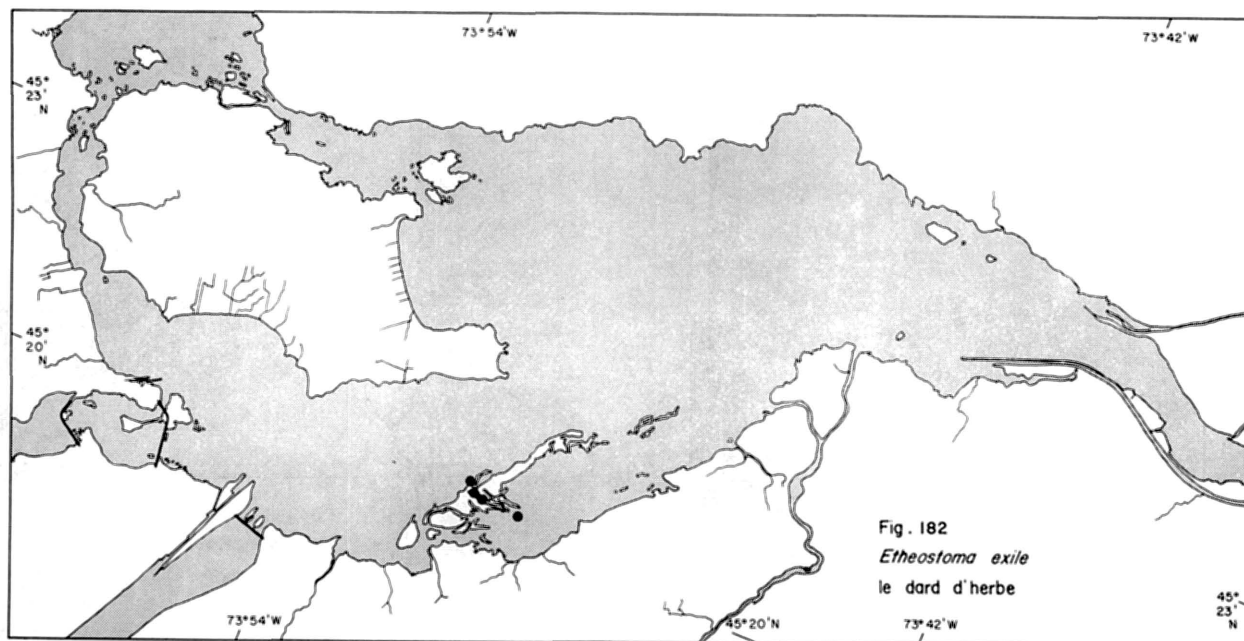 73°54'W
73°42'W
45°
23'
N
45°
20'
N
Fig. 182
Etheostoma exile
le dard d'herbe
73°54'W
45°20'N
73°42'W
45°
23'
N